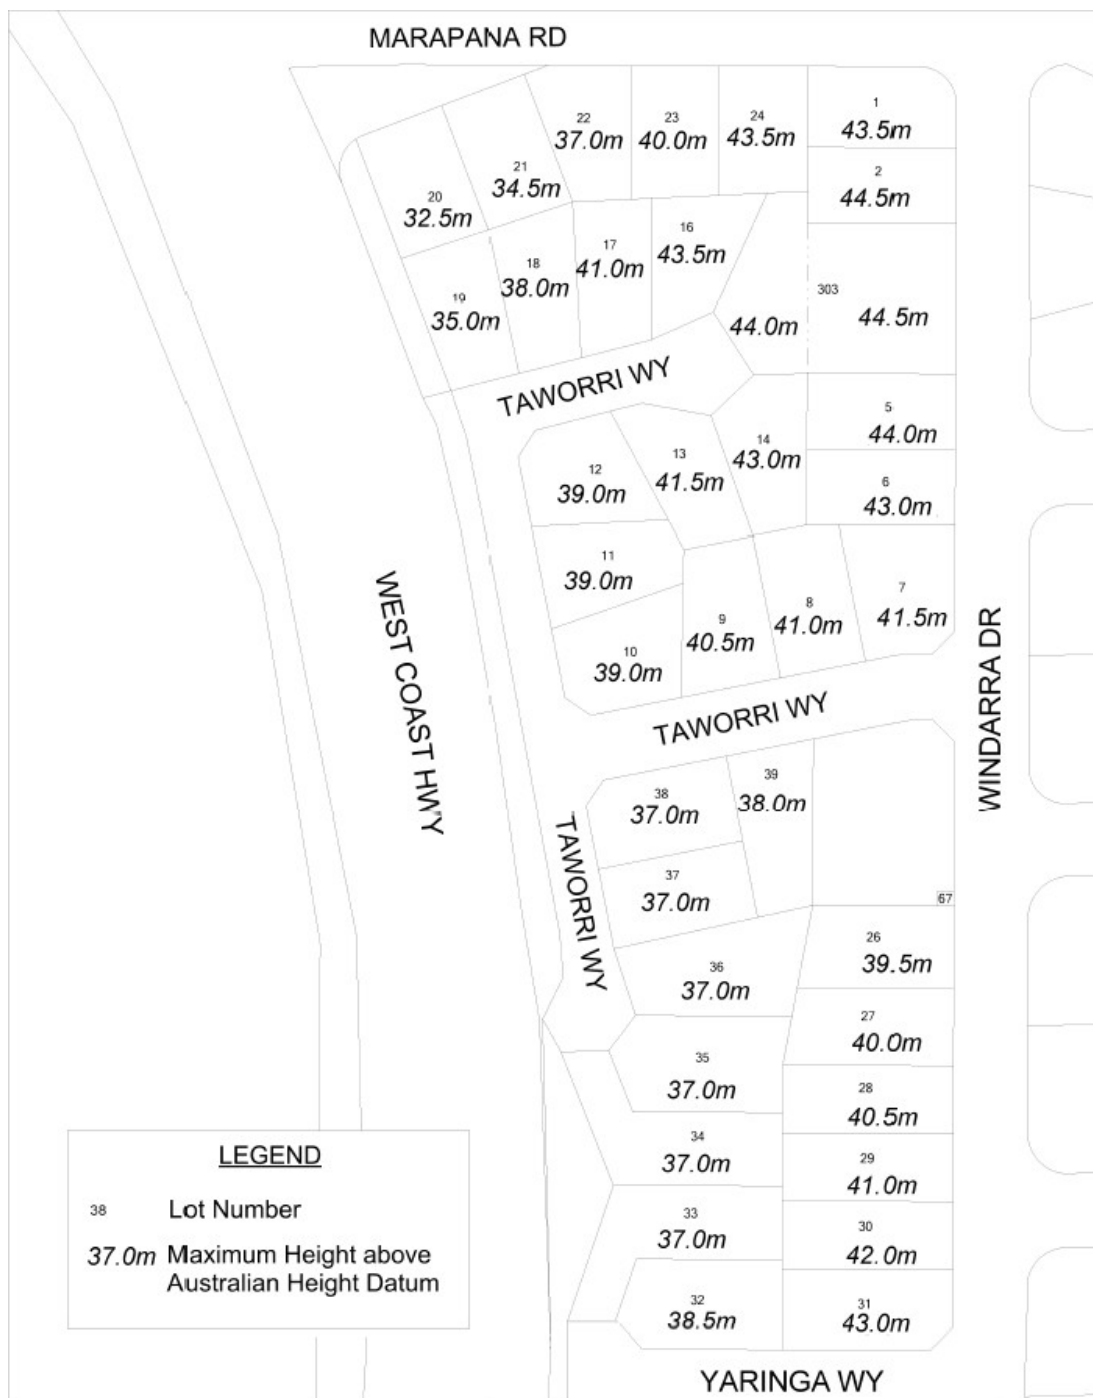 MARAPANA RD
22
37.0m
23
40.0m
24
43.5m
1
43.5m
21
34.5m
20
32.5m
2
44.5m
16
43.5m
17
41.0m
18
38.0m
19
35.0m
303
44.5m
44.0m
TAWORRI WY
5
44.0m
14
43.0m
13
41.5m
12
39.0m
6
43.0m
11
39.0m
7
41.5m
8
41.0m
9
40.5m
10
39.0m
WEST COAST HWY
WINDARRA DR
TAWORRI WY
39
38.0m
38
37.0m
TAWORRI WY
37
37.0m
67
26
39.5m
36
37.0m
27
40.0m
35
37.0m
28
40.5m
34
37.0m
29
41.0m
33
37.0m
30
42.0m
32
38.5m
31
43.0m
YARINGA WY
LEGEND
38 Lot Number
37.0m Maximum Height above
Australian Height Datum